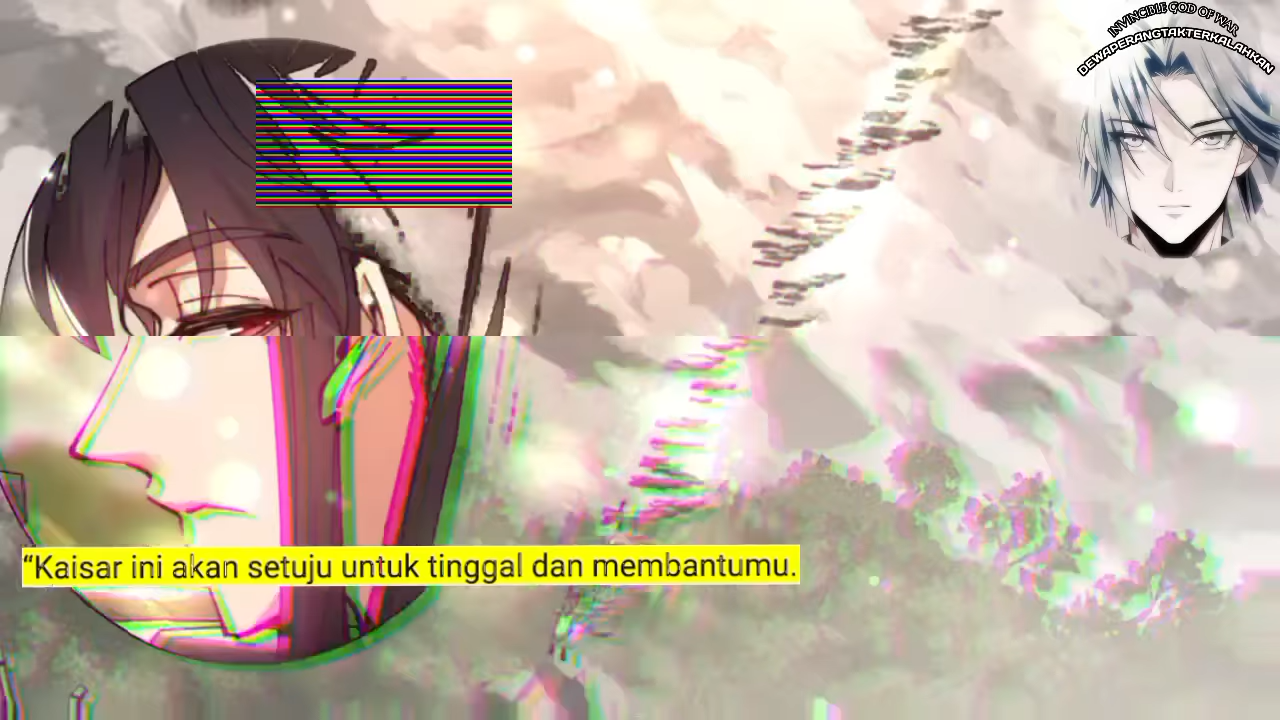 INVINCIBLE GOD OF WAR
DEWAPERANGTAKTERKALAHKAN
“Kaisar ini akan setuju untuk tinggal dan membantumu.